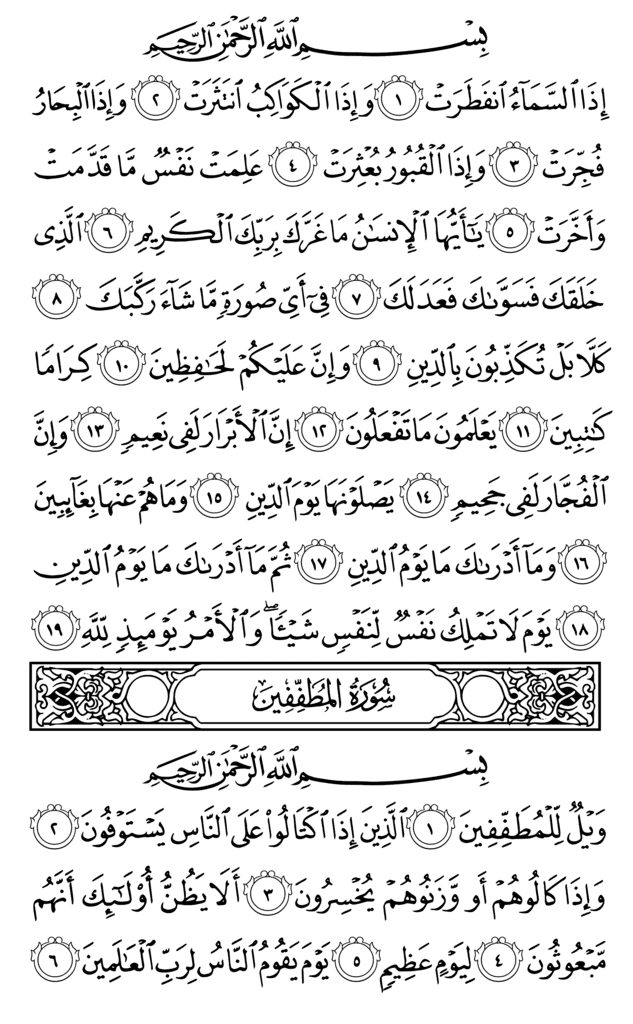 بِسْمِ ٱللَّهِ ٱلرَّحْمَٰنِ ٱلرَّحِيمِ
إِذَا ٱلسَّمَآءُ ٱنفَطَرَتْ ١ وَإِذَا ٱلْكَوَاكِبُ ٱنتَثَرَتْ ٢ وَإِذَا ٱلْبِحَارُ
فُجِّرَتْ ٣ وَإِذَا ٱلْقُبُورُ بُعْثِرَتْ ٤ عَلِمَتْ نَفْسٌ مَّا قَدَّمَتْ
وَأَخَّرَتْ ٥ يَٰٓأَيُّهَا ٱلْإِنسَٰنُ مَا غَرَّكَ بِرَبِّكَ ٱلْكَرِيمِ ٦ ٱلَّذِى
خَلَقَكَ فَسَوَّىٰكَ فَعَدَلَكَ ٧ فِىٓ أَىِّ صُورَةٍ مَّا شَآءَ رَكَّبَكَ ٨
كَلَّا بَلْ تُكَذِّبُونَ بِٱلدِّينِ ٩ وَإِنَّ عَلَيْكُمْ لَحَٰفِظِينَ ١٠ كِرَامًا
كَٰتِبِينَ ١١ يَعْلَمُونَ مَا تَفْعَلُونَ ١٢ إِنَّ ٱلْأَبْرَارَ لَفِى نَعِيمٍ ١٣ وَإِنَّ
ٱلْفُجَّارَ لَفِى جَحِيمٍ ١٤ يَصْلَوْنَهَا يَوْمَ ٱلدِّينِ ١٥ وَمَا هُمْ عَنْهَا بِغَآئِبِينَ
١٦ وَمَآ أَدْرَىٰكَ مَا يَوْمُ ٱلدِّينِ ١٧ ثُمَّ مَآ أَدْرَىٰكَ مَا يَوْمُ ٱلدِّينِ
١٨ يَوْمَ لَا تَمْلِكُ نَفْسٌ لِّنَفْسٍ شَيْـًٔا ۖ وَٱلْأَمْرُ يَوْمَئِذٍ لِّلَّهِ ١٩
سُورَةُ المُطَفِّفِينَ
بِسْمِ ٱللَّهِ ٱلرَّحْمَٰنِ ٱلرَّحِيمِ
وَيْلٌ لِّلْمُطَفِّفِينَ ١ ٱلَّذِينَ إِذَا ٱكْتَالُوا۟ عَلَى ٱلنَّاسِ يَسْتَوْفُونَ ٢
وَإِذَا كَالُوهُمْ أَو وَّزَنُوهُمْ يُخْسِرُونَ ٣ أَلَا يَظُنُّ أُو۟لَٰٓئِكَ أَنَّهُم
مَّبْعُوثُونَ ٤ لِيَوْمٍ عَظِيمٍ ٥ يَوْمَ يَقُومُ ٱلنَّاسُ لِرَبِّ ٱلْعَٰلَمِينَ ٦